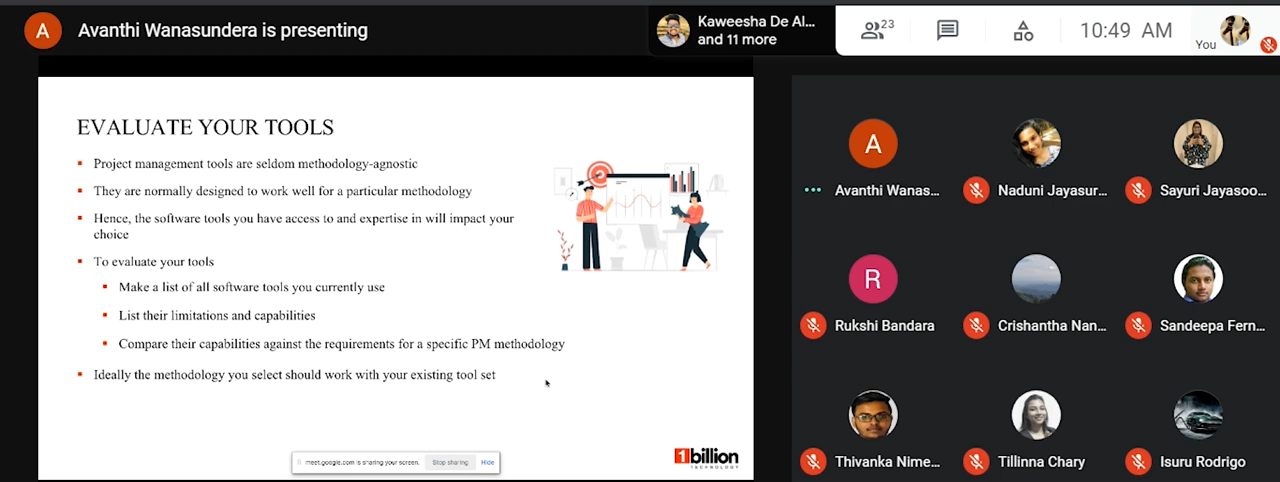 A
Avanthi Wanasundera is presenting
Kaweesha De Al...
and 11 more
23
10:49 AM
You
EVALUATE YOUR TOOLS
Project management tools are seldom methodology-agnostic
They are normally designed to work well for a particular methodology
Hence, the software tools you have access to and expertise in will impact your
choice
To evaluate your tools
Make a list of all software tools you currently use
List their limitations and capabilities
Compare their capabilities against the requirements for a specific PM methodology
Ideally the methodology you select should work with your existing tool set
meet.google.com is sharing your screen.
Stop sharing
Hide
1billion
TECHNOLOGY
A
Avanthi Wanas...
Naduni Jayasur...
Sayuri Jayasoo...
R
Rukshi Bandara
Crishantha Nan...
Sandeepa Fern...
Thivanka Nime...
Tillinna Chary
Isuru Rodrigo